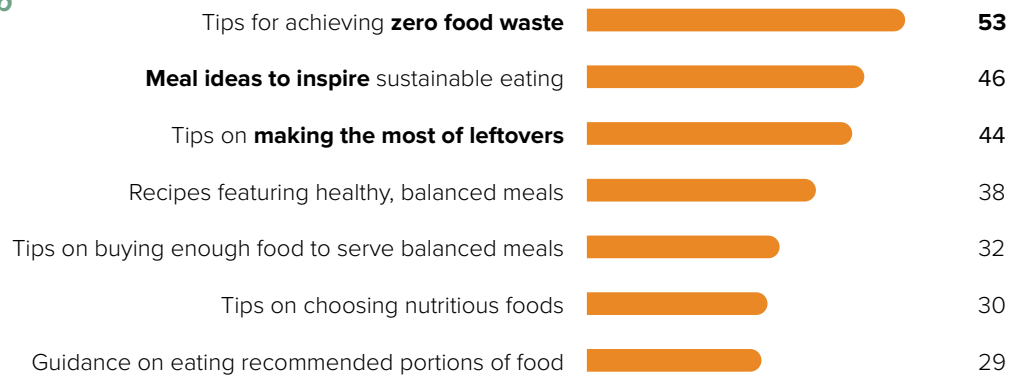 Tips for achieving zero food waste 53
Meal ideas to inspire sustainable eating 46
Tips on making the most of leftovers 44
Recipes featuring healthy, balanced meals 38
Tips on buying enough food to serve balanced meals 32
Tips on choosing nutritious foods 30
Guidance on eating recommended portions of food 29